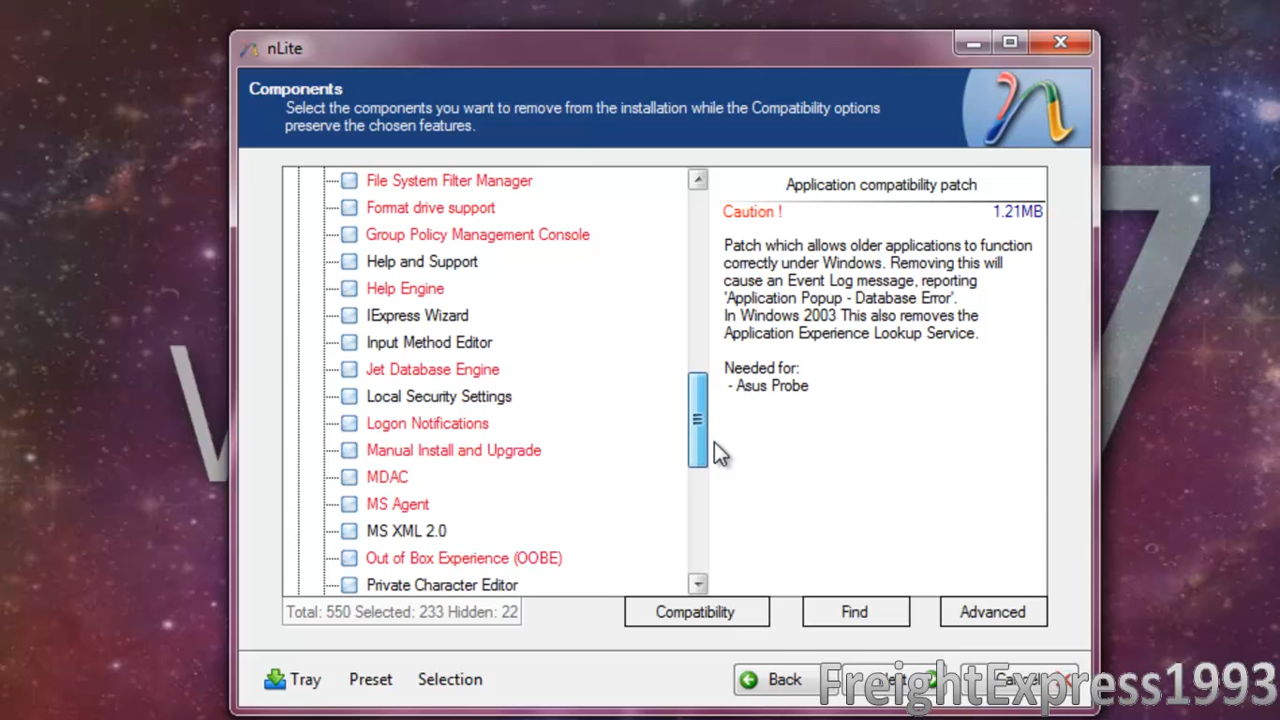 nLite
Components
Select the components you want to remove from the installation while the Compatibility options
preserve the chosen features.
File System Filter Manager
Format drive support
Group Policy Management Console
Help and Support
Help Engine
IExpress Wizard
Input Method Editor
Jet Database Engine
Local Security Settings
Logon Notifications
Manual Install and Upgrade
MDAC
MS Agent
MS XML 2.0
Out of Box Experience (OOBE)
Private Character Editor
Application compatibility patch
Caution !
1.21MB
Patch which allows older applications to function
correctly under Windows. Removing this will
cause an Event Log message, reporting
'Application Popup - Database Error'.
In Windows 2003 This also removes the
Application Experience Lookup Service.
Needed for:
- Asus Probe
Total: 550 Selected: 233 Hidden: 22
Compatibility
Find
Advanced
Tray
Preset
Selection
Back
FreightExpress1993
7